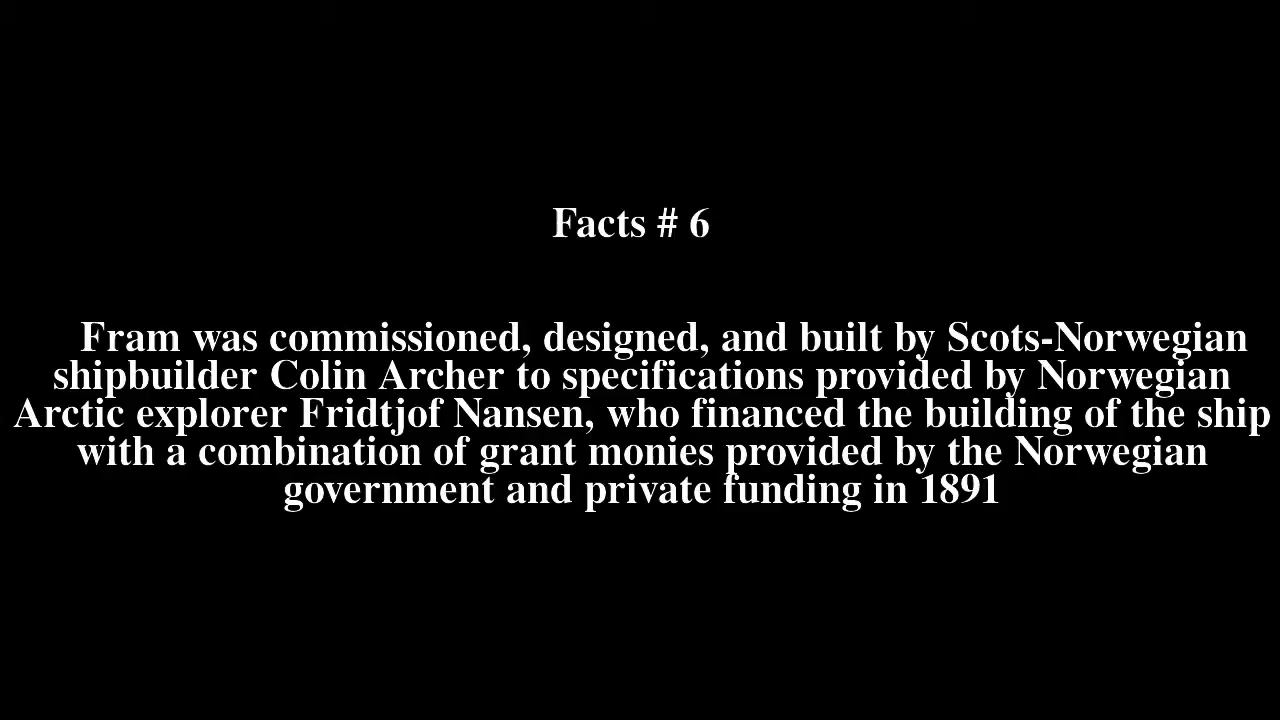 Facts # 6
Fram was commissioned, designed, and built by Scots-Norwegian
shipbuilder Colin Archer to specifications provided by Norwegian
Arctic explorer Fridtjof Nansen, who financed the building of the ship
with a combination of grant monies provided by the Norwegian
government and private funding in 1891